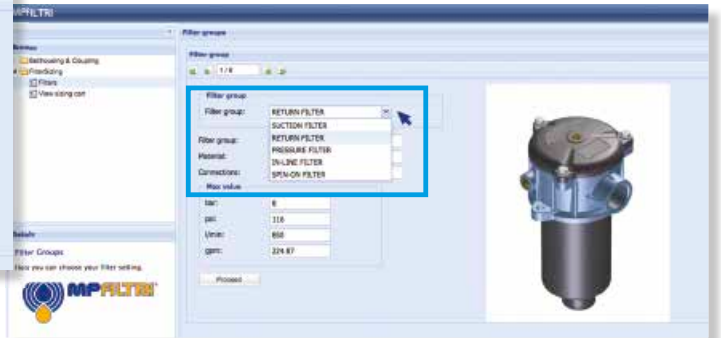 MPFILTRI
Filter groups
Browse
Bellhousing & Coupling
FilterSizing
Filters
View sizing cart
Filter group
1/8
Filter group
Filter group: RETURN FILTER
SUCTION FILTER
Filter group: RETURN FILTER
Material: PRESSURE FILTER
IN-LINE FILTER
Connections: SPIN-ON FILTER
Max value
bar: 8
psi: 116
l/min: 850
gpm: 224.87
Proceed
Filter Groups
Here you can choose your filter setting.
MPFILTRI